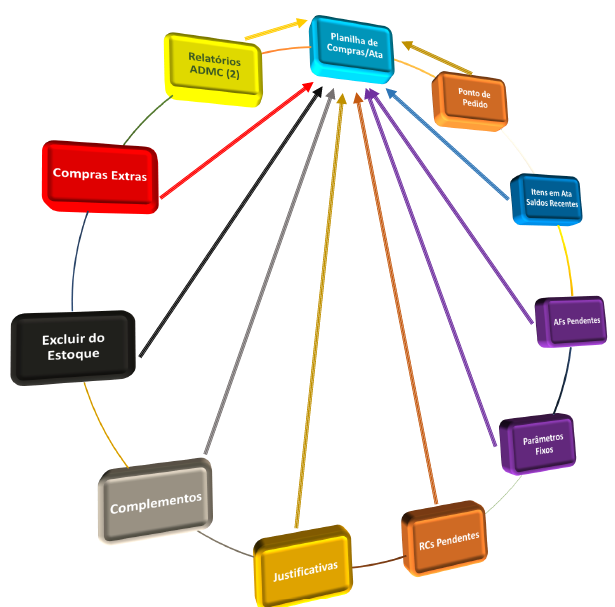 Planilha de
Compras/Ata
Ponto de
Pedido
Itens em Ata
Saldos Recentes
AFs Pendentes
Parâmetros
Fixos
RCs Pendentes
Justificativas
Complementos
Excluir do
Estoque
Compras Extras
Relatórios
ADMC (2)